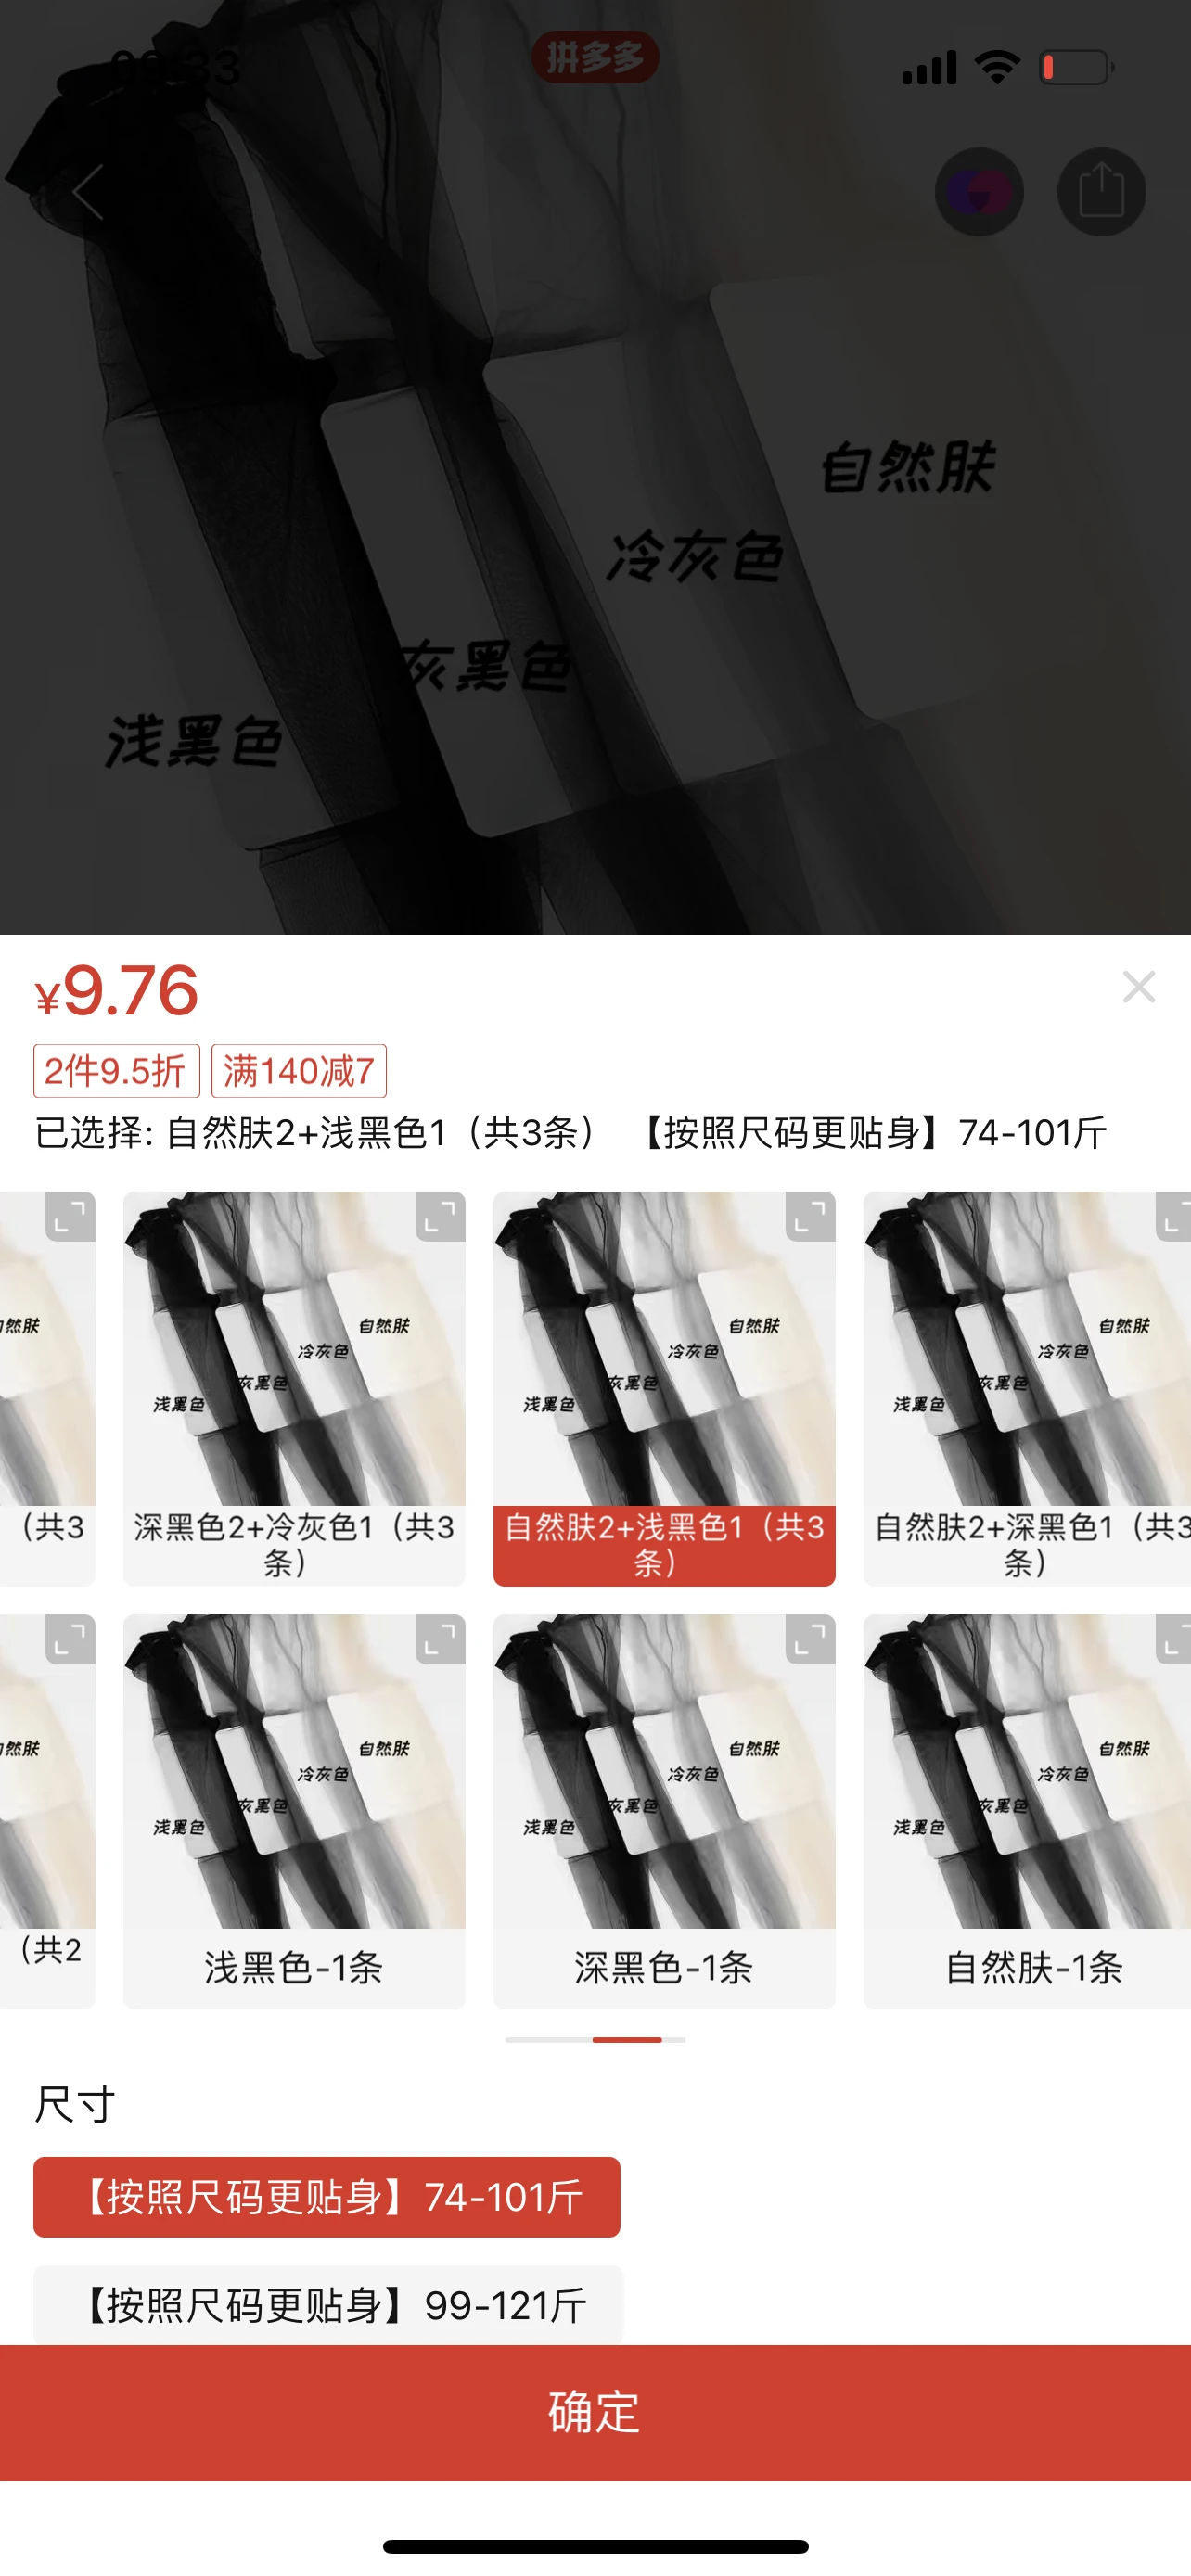 09:33
拼多多
自然肤
冷灰色
灰黑色
浅黑色
¥9.76
2件9.5折 满140减7
已选择: 自然肤2+浅黑色1（共3条） 【按照尺码更贴身】74-101斤
自然肤
冷灰色
灰黑色
浅黑色
自然肤
冷灰色
灰黑色
浅黑色
自然肤
冷灰色
灰黑色
浅黑色
然肤
（共3
深黑色2+冷灰色1（共3
条）
自然肤2+浅黑色1（共3
条）
自然肤2+深黑色1（共3
条）
自然肤
冷灰色
灰黑色
浅黑色
自然肤
冷灰色
灰黑色
浅黑色
自然肤
冷灰色
灰黑色
浅黑色
然肤
（共2
浅黑色-1条
深黑色-1条
自然肤-1条
尺寸
【按照尺码更贴身】74-101斤
【按照尺码更贴身】99-121斤
确定